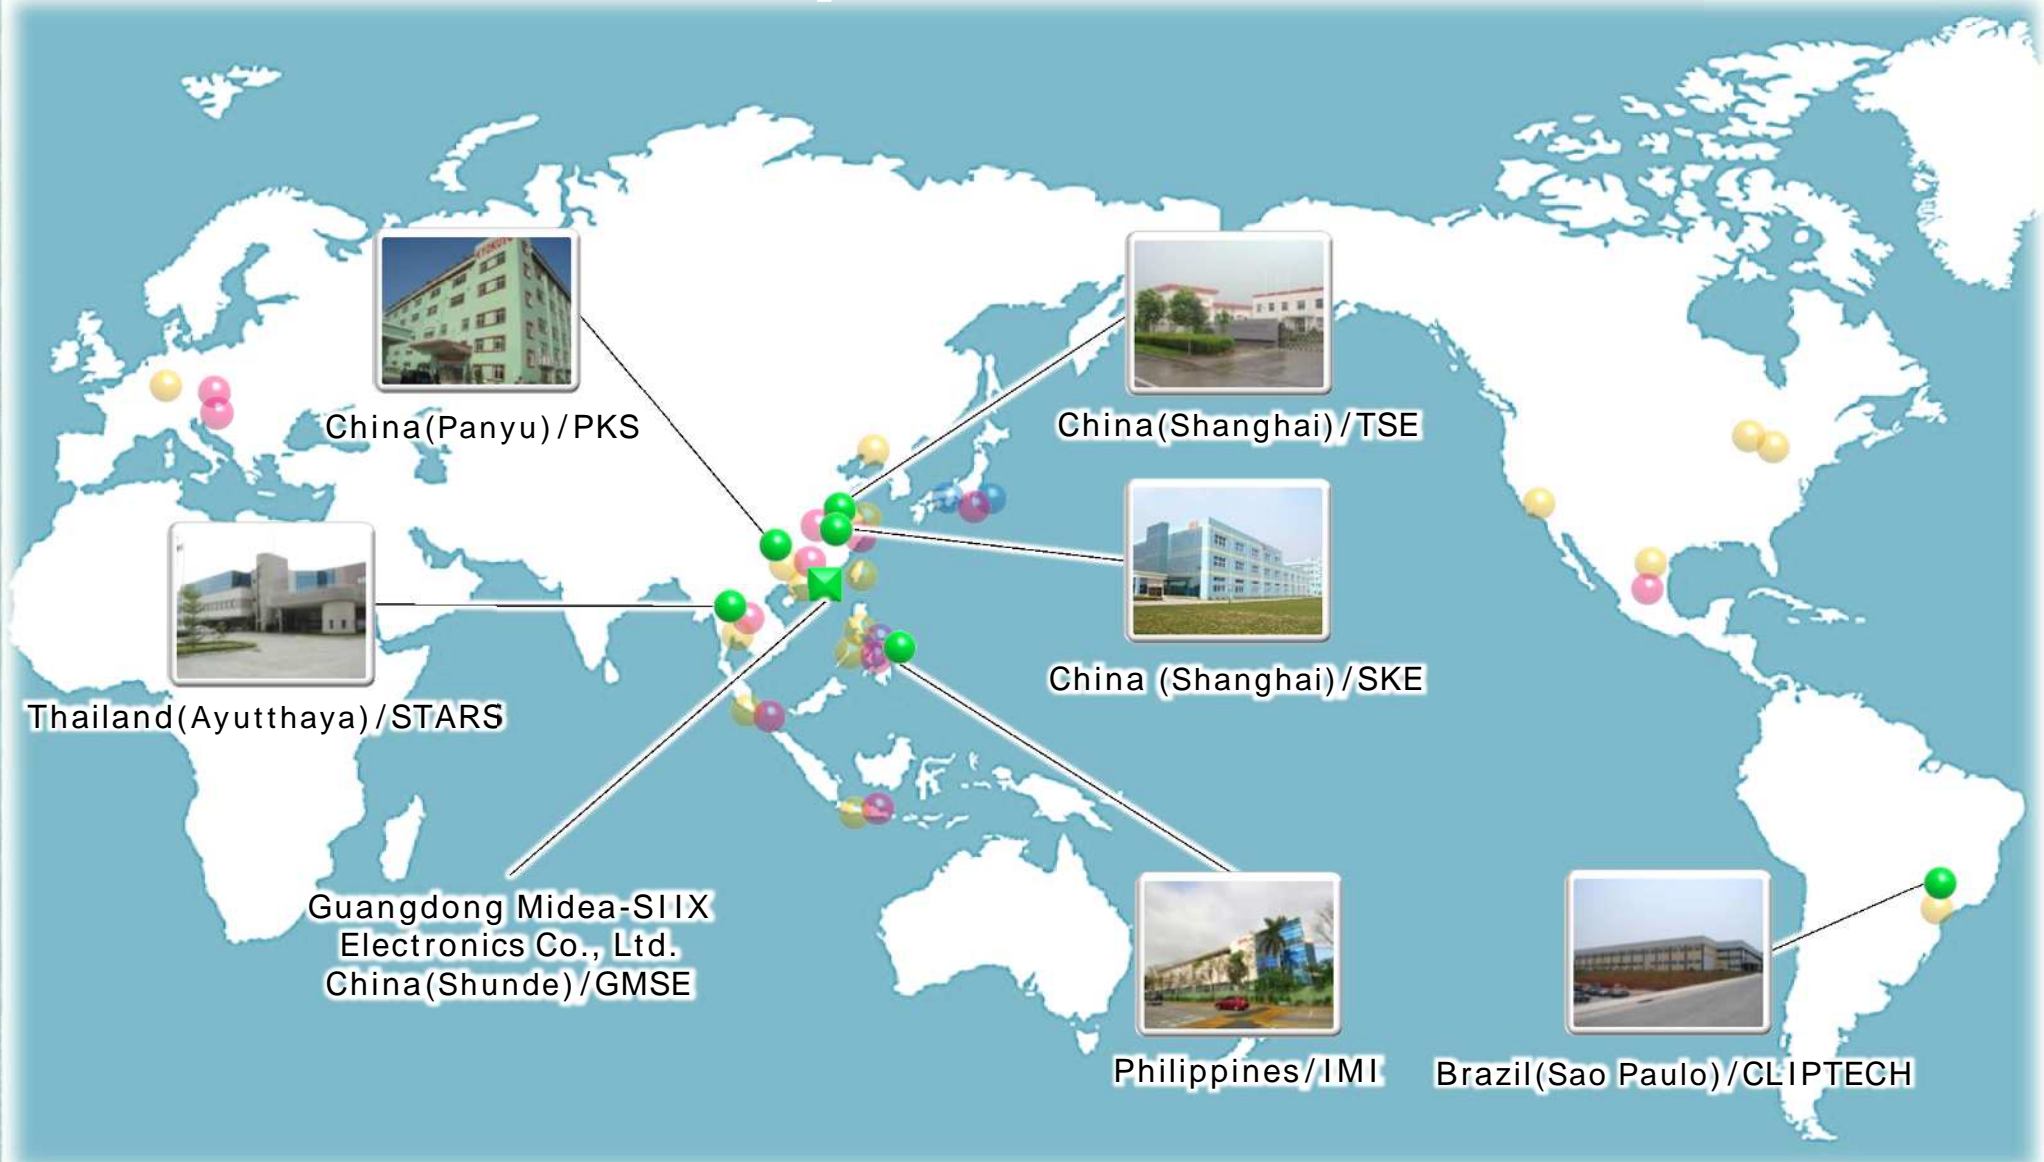 China(Panyu)/PKS
China(Shanghai)/TSE
China (Shanghai)/SKE
Thailand(Ayutthaya)/STARS
Guangdong Midea-SIIX
Electronics Co., Ltd.
China(Shunde)/GMSE
Philippines/IMI
Brazil(Sao Paulo)/CLIPTECH